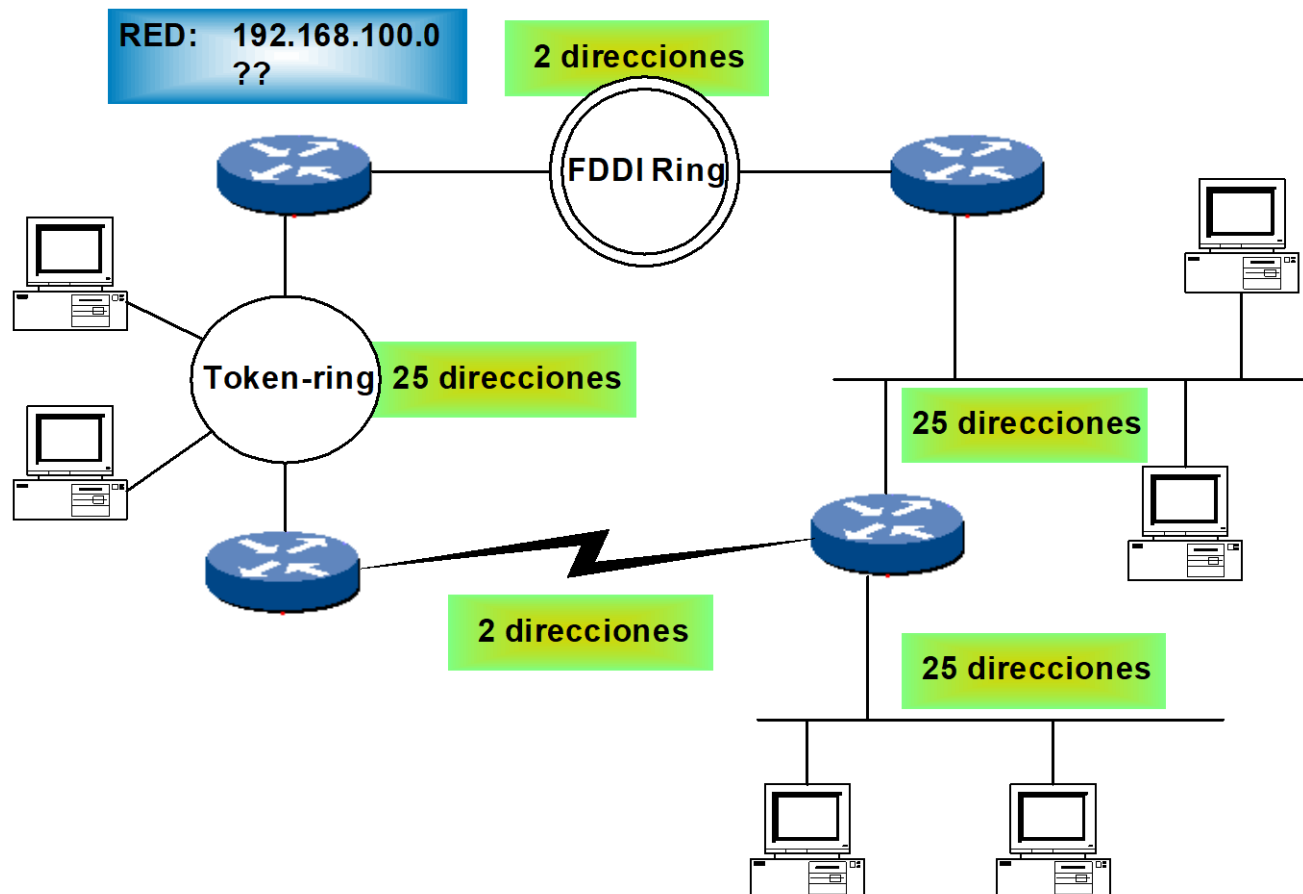 RED: 192.168.100.0
??
2 direcciones
FDDI Ring
Token-ring
25 direcciones
25 direcciones
2 direcciones
25 direcciones